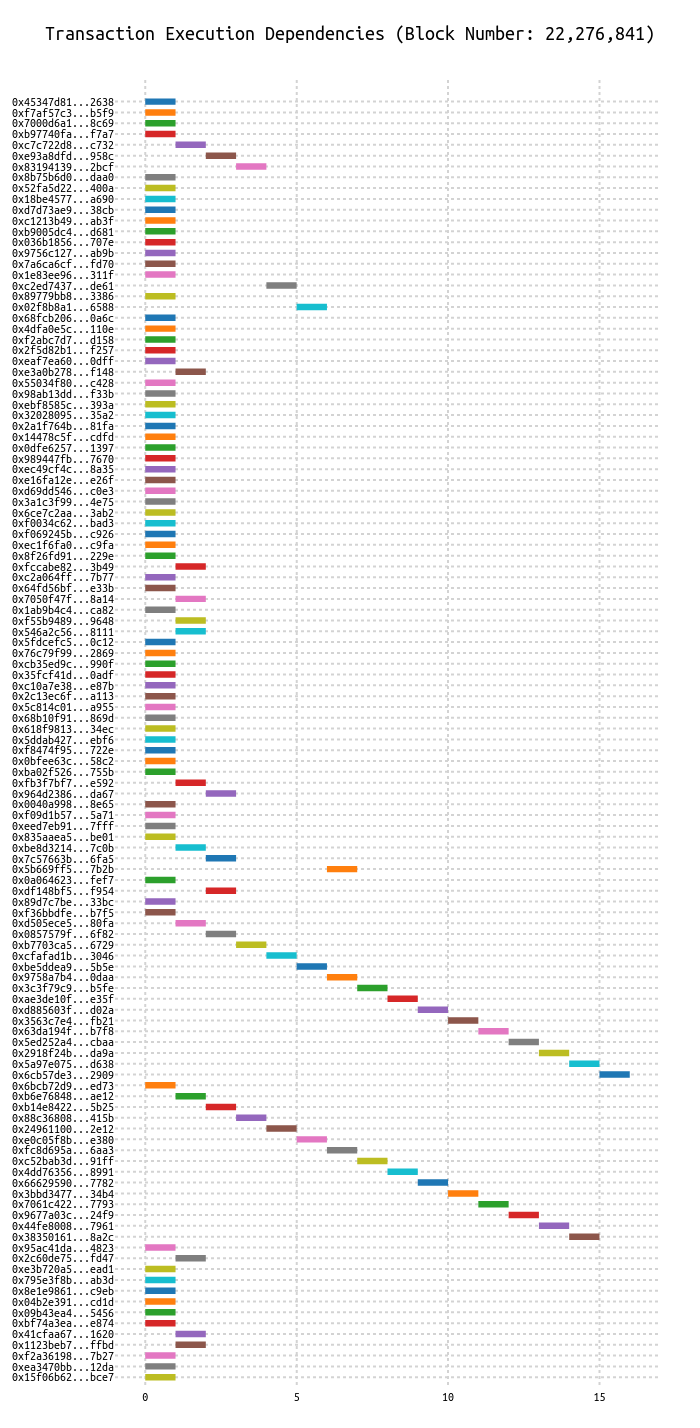 Transaction Execution Dependencies (Block Number: 22,276,841)
0x45347d81...2638
0xf7af57c3...b5f9
0x7000d6a1...8c69
0xb97740fa...f7a7
0xc7c722d8...c732
0xe93a8dfd...958c
0x83194139...2bcf
0x8b75b6d0...daa0
0x52fa5d22...400a
0x18be4577...a690
0xd7d73ae9...38cb
0xc1213b49...ab3f
0xb9005dc4...d681
0x036b1856...707e
0x9756c127...ab9b
0x7a6ca6cf...fd70
0x1e83ee96...311f
0xc2ed7437...de61
0x89779bb8...3386
0x02f8b8a1...6588
0x68fcb206...0a6c
0x4dfa0e5c...110e
0xf2abc7d7...d158
0x2f5d82b1...f257
0xeaf7ea60...0dff
0xe3a0b278...f148
0x55034f80...c428
0x98ab13dd...f33b
0xebf8585c...393a
0x32028095...35a2
0x2a1f764b...81fa
0x14478c5f...cdfd
0x0dfe6257...1397
0x989447fb...7670
0xec49cf4c...8a35
0xe16fa12e...e26f
0xd69dd546...c0e3
0x3a1c3f99...4e75
0x6ce7c2aa...3ab2
0xf0034c62...bad3
0xf069245b...c926
0xec1f6fa0...c9fa
0x8f26fd91...229e
0xfccabe82...3b49
0xc2a064ff...7b77
0x64fd56bf...e33b
0x7050f47f...8a14
0x1ab9b4c4...ca82
0xf55b9489...9648
0x546a2c56...8111
0x5fdcefc5...0c12
0x76c79f99...2869
0xcb35ed9c...990f
0x35fcf41d...0adf
0xc10a7e38...e87b
0x2c13ec6f...a113
0x5c814c01...a955
0x68b10f91...869d
0x618f9813...34ec
0x5ddab427...ebf6
0xf8474f95...722e
0x0bfee63c...58c2
0xba02f526...755b
0xfb3f7bf7...e592
0x964d2386...da67
0x0040a998...8e65
0xf09d1b57...5a71
0xeed7eb91...7fff
0x835aaea5...be01
0xbe8d3214...7c0b
0x7c57663b...6fa5
0x5b669ff5...7b2b
0x0a064623...fef7
0xdf148bf5...f954
0x89d7c7be...33bc
0xf36bbdfe...b7f5
0xd505ece5...80fa
0x0857579f...6f82
0xb7703ca5...6729
0xcfafad1b...3046
0xbe5ddea9...5b5e
0x9758a7b4...0daa
0x3c3f79c9...b5fe
0xae3de10f...e35f
0xd885603f...d02a
0x3563c7e4...fb21
0x63da194f...b7f8
0x5ed252a4...cbaa
0x2918f24b...da9a
0x5a97e075...d638
0x6cb57de3...2909
0x6bcb72d9...ed73
0xb6e76848...ae12
0xb14e8422...5b25
0x88c36808...415b
0x24961100...2e12
0xe0c05f8b...e380
0xfc8d695a...6aa3
0xc52bab3d...91ff
0x4dd76356...8991
0x66629590...7782
0x3bbd3477...34b4
0x7061c422...7793
0x9677a03c...24f9
0x44fe8008...7961
0x38350161...8a2c
0x95ac41da...4823
0x2c60de75...fd47
0xe3b720a5...ead1
0x795e3f8b...ab3d
0x8e1e9861...c9eb
0x04b2e391...cd1d
0x09b43ea4...5456
0xbf74a3ea...e874
0x41cfaa67...1620
0x1123beb7...ffbd
0xf2a36198...7b27
0xea3470bb...12da
0x15f06b62...bce7
0 5 10 15